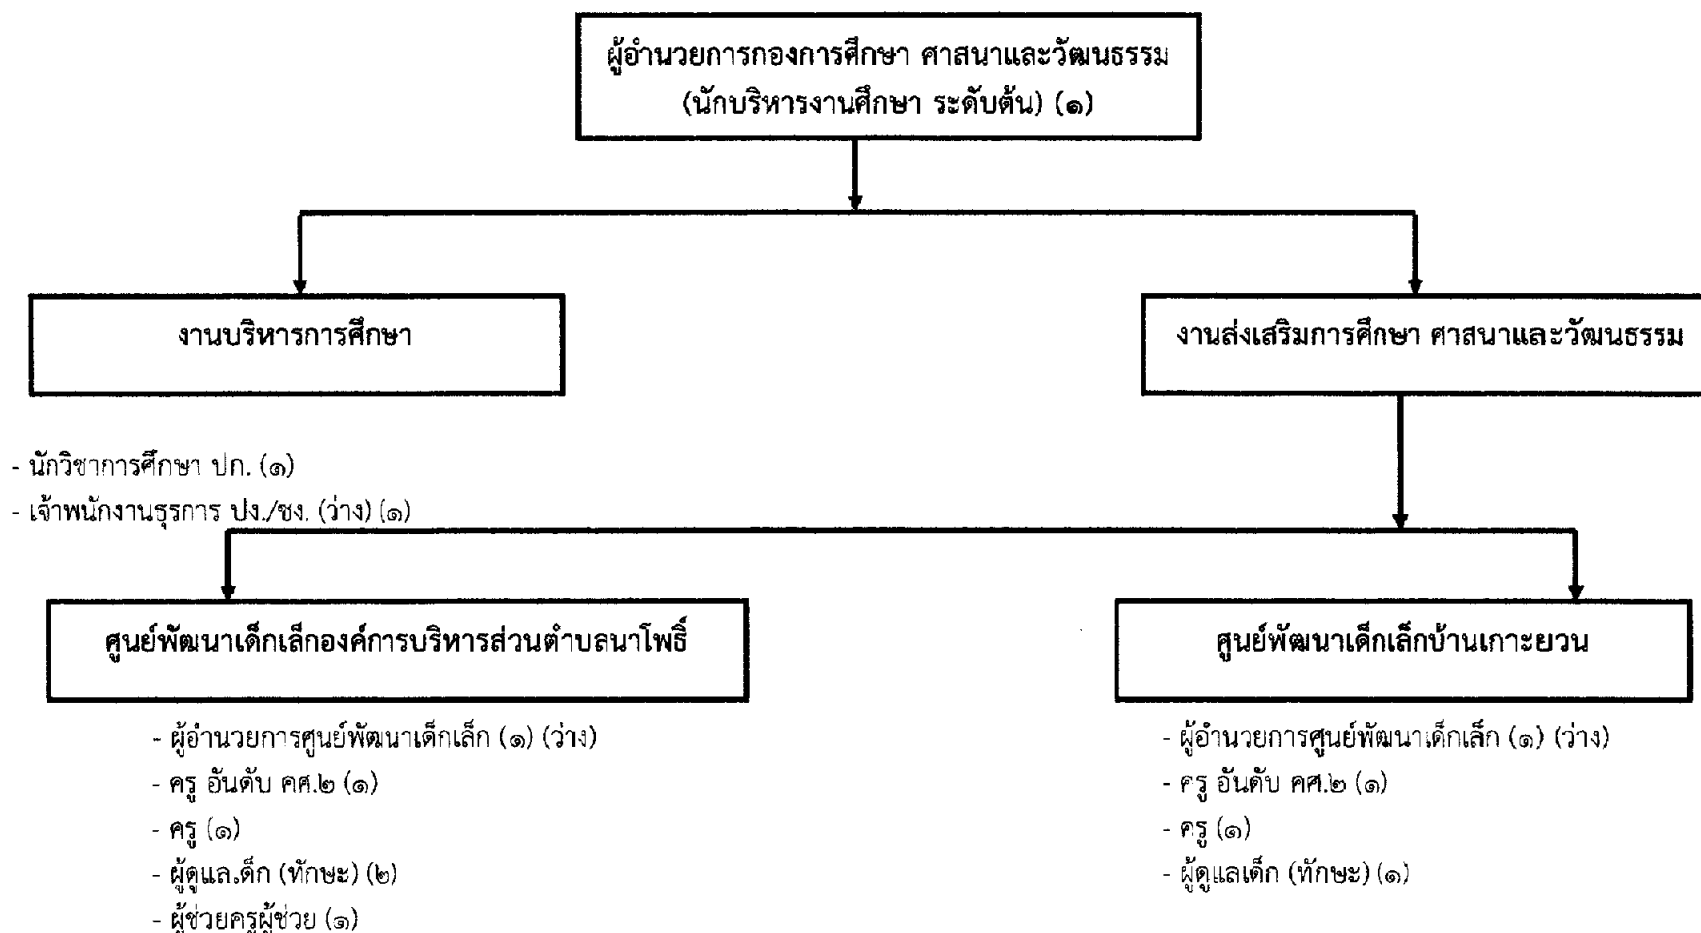 ผู้อำนวยการกองการศึกษา ศาสนาและวัฒนธรรม
(นักบริหารงานศึกษา ระดับต้น) (๑)
งานบริหารการศึกษา
งานส่งเสริมการศึกษา ศาสนาและวัฒนธรรม
- นักวิชาการศึกษา ปก. (๑)
- เจ้าพนักงานธุรการ ปง./ชง. (ว่าง) (๑)
ศูนย์พัฒนาเด็กเล็กองค์การบริหารส่วนตำบลนาโพธิ์
- ผู้อำนวยการศูนย์พัฒนาเด็กเล็ก (๑) (ว่าง)
- ครู อันดับ คศ.๒ (๑)
- ครู (๑)
- ผู้ดูแลเด็ก (ทักษะ) (๒)
- ผู้ช่วยครูผู้ช่วย (๑)
ศูนย์พัฒนาเด็กเล็กบ้านเกาะยวน
- ผู้อำนวยการศูนย์พัฒนาเด็กเล็ก (๑) (ว่าง)
- ครู อันดับ คศ.๒ (๑)
- ครู (๑)
- ผู้ดูแลเด็ก (ทักษะ) (๑)